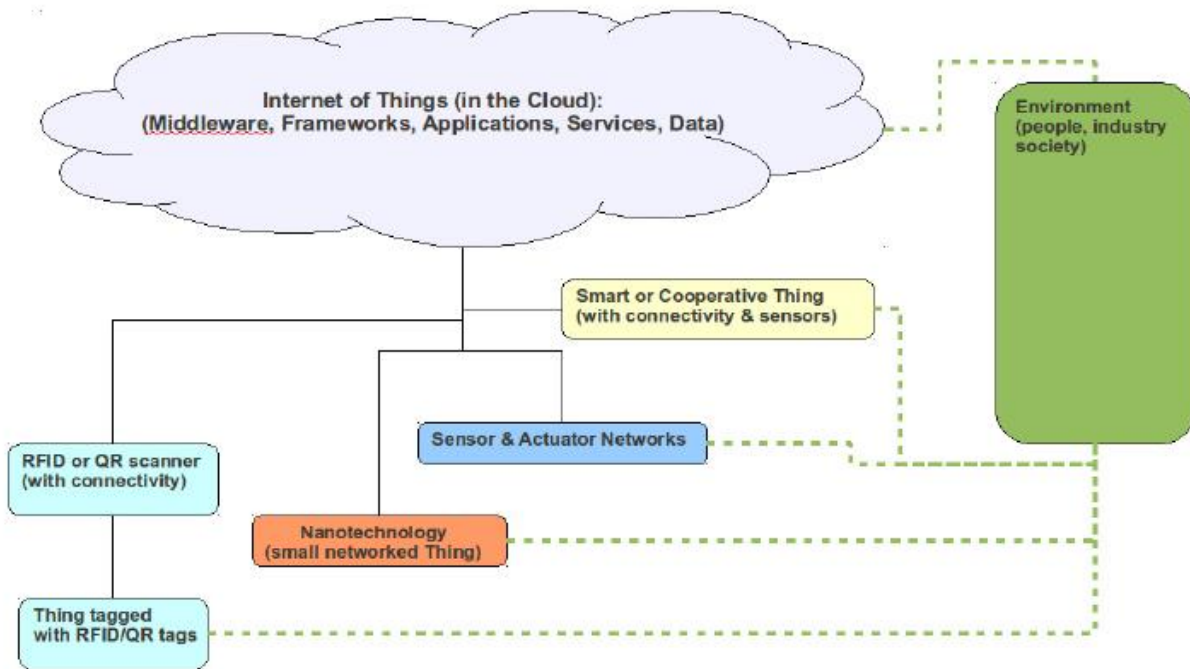 Internet of Things (in the Cloud):
(Middleware, Frameworks, Applications, Services, Data)
Environment
(people, industry
society)
Smart or Cooperative Thing
(with connectivity & sensors)
Sensor & Actuator Networks
RFID or QR scanner
(with connectivity)
Nanotechnology
(small networked Thing)
Thing tagged
with RFID/QR tags